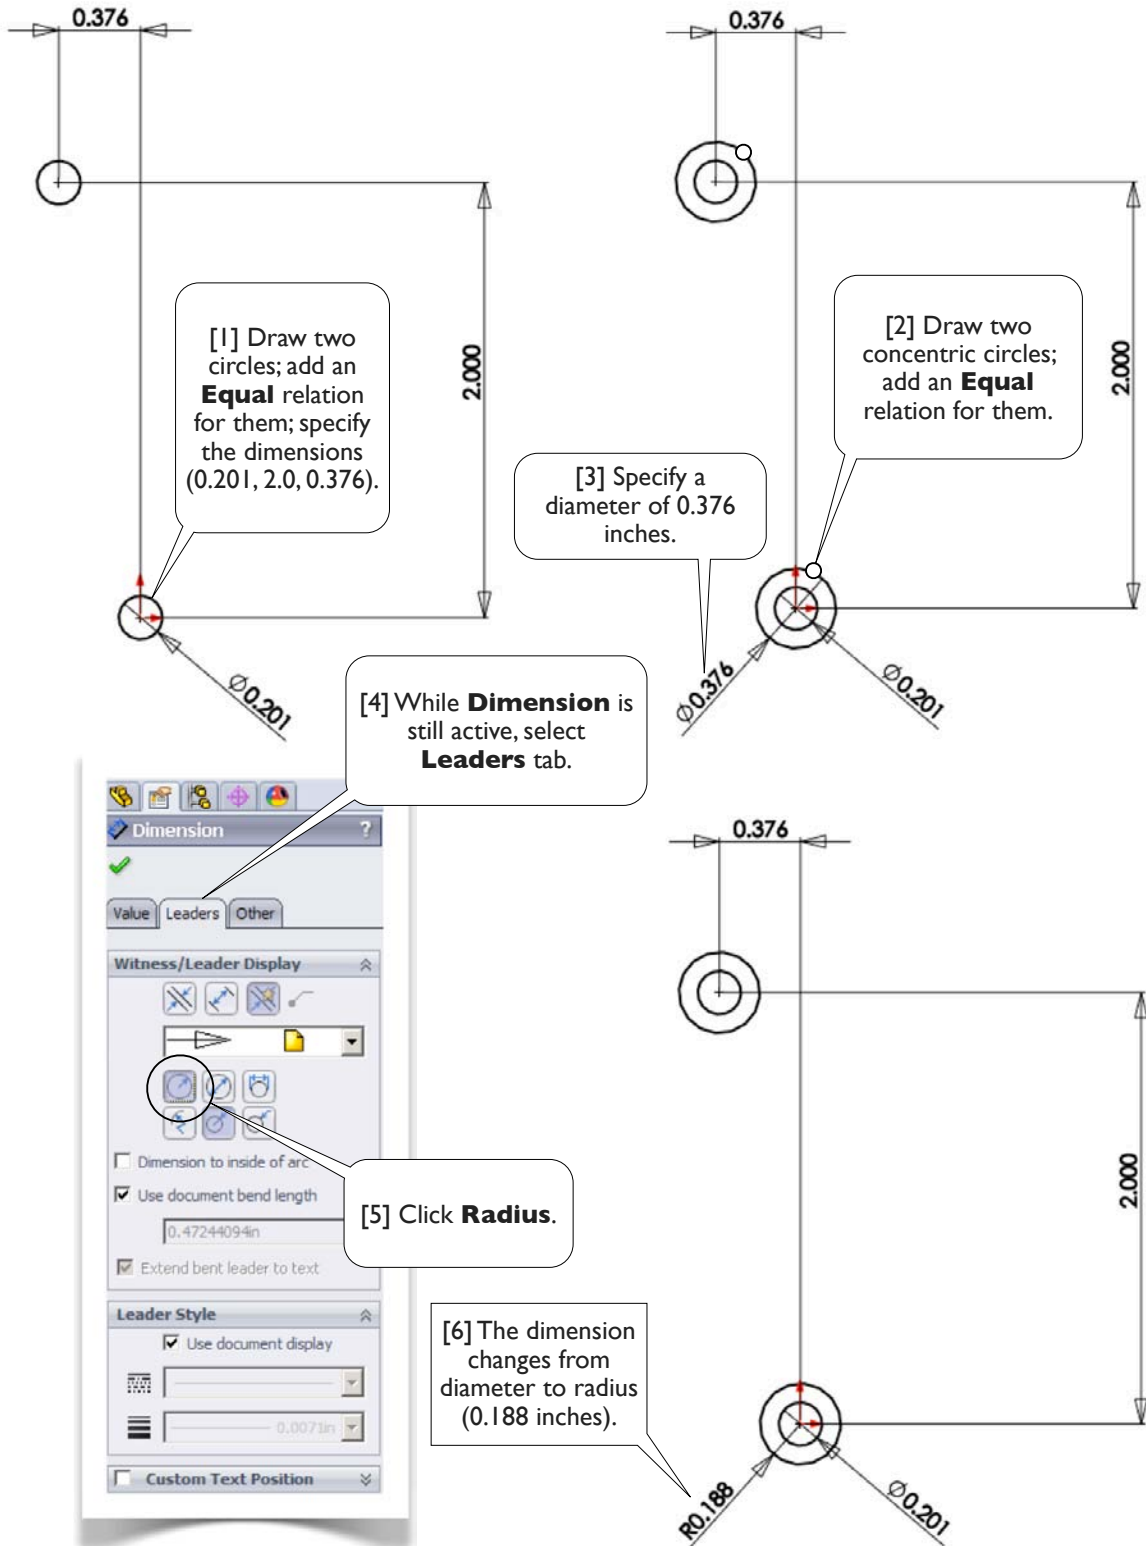 0.376
0.376
[1] Draw two
circles; add an
Equal relation
for them; specify
the dimensions
(0.201, 2.0, 0.376).
2.000
[2] Draw two
concentric circles;
add an Equal
relation for them.
2.000
[3] Specify a
diameter of 0.376
inches.
∅0.201
∅0.376
∅0.201
[4] While Dimension is
still active, select
Leaders tab.
Dimension ?
Value Leaders Other
Witness/Leader Display
Dimension to inside of arc
Use document bend length
0.47244094in
Extend bent leader to text
[5] Click Radius.
Leader Style
Use document display
0.0071in
Custom Text Position
0.376
2.000
[6] The dimension
changes from
diameter to radius
(0.188 inches).
R0.188
∅0.201